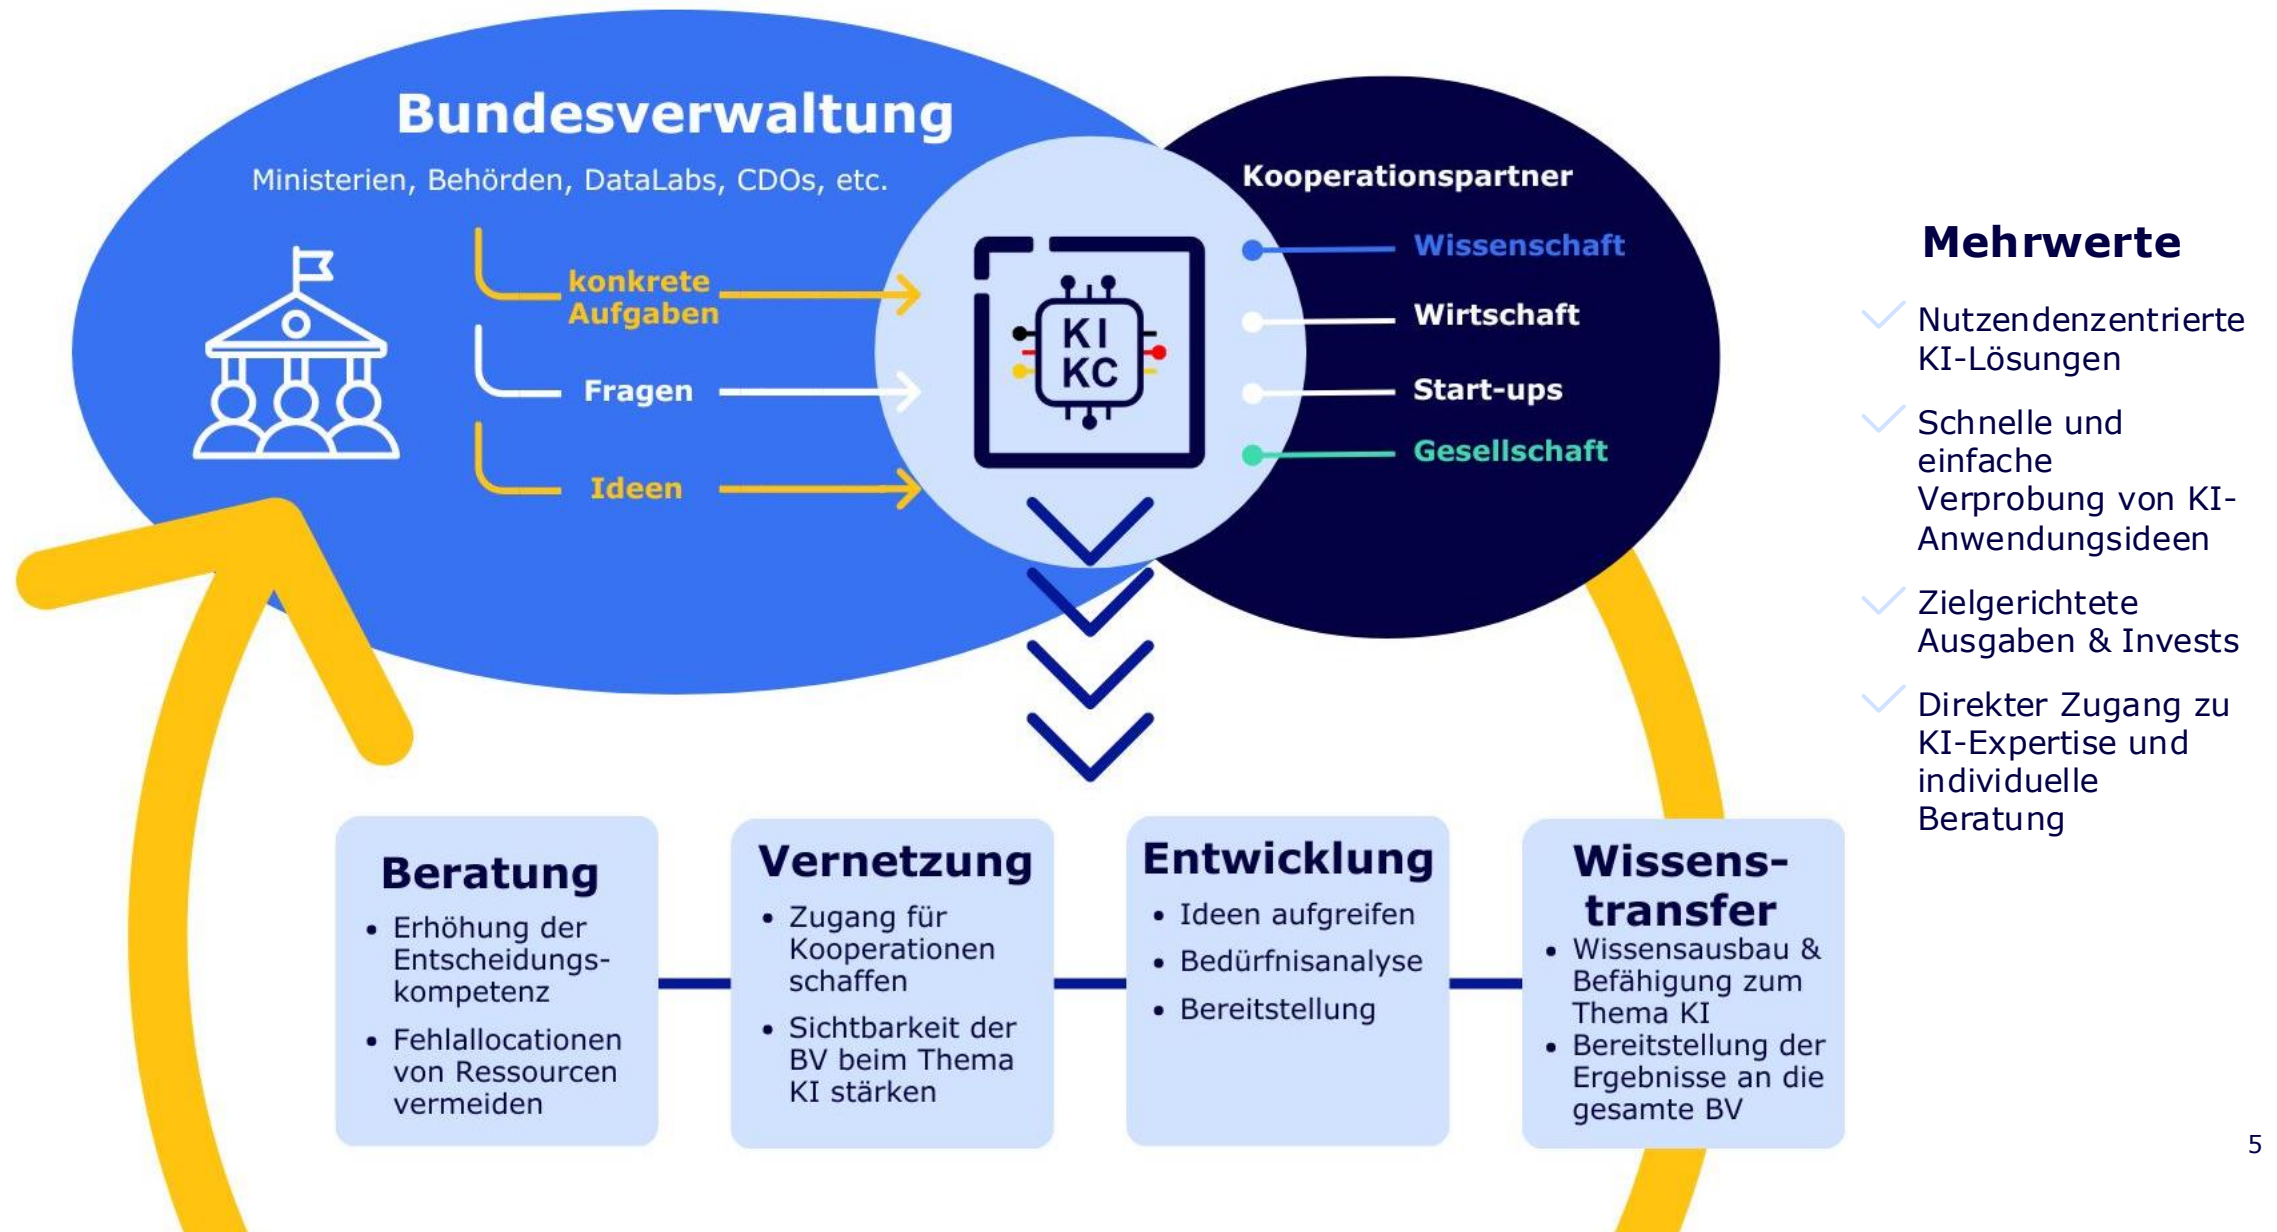 Bundesverwaltung
Ministerien, Behörden, DataLabs, CDOs, etc.
konkrete
Aufgaben
Fragen
Ideen
KI
KC
Kooperationspartner
Wissenschaft
Wirtschaft
Start-ups
Gesellschaft
Mehrwerte
Nutzendenzentrierte
KI-Lösungen
Schnelle und
einfache
Verprobung von KI-
Anwendungsideen
Zielgerichtete
Ausgaben & Invests
Direkter Zugang zu
KI-Expertise und
individuelle
Beratung
Beratung
• Erhöhung der
Entscheidungs-
kompetenz
• Fehlallocationen
von Ressourcen
vermeiden
Vernetzung
• Zugang für
Kooperationen
schaffen
• Sichtbarkeit der
BV beim Thema
KI stärken
Entwicklung
• Ideen aufgreifen
• Bedürfnisanalyse
• Bereitstellung
Wissens-
transfer
• Wissensausbau &
Befähigung zum
Thema KI
• Bereitstellung der
Ergebnisse an die
gesamte BV
5